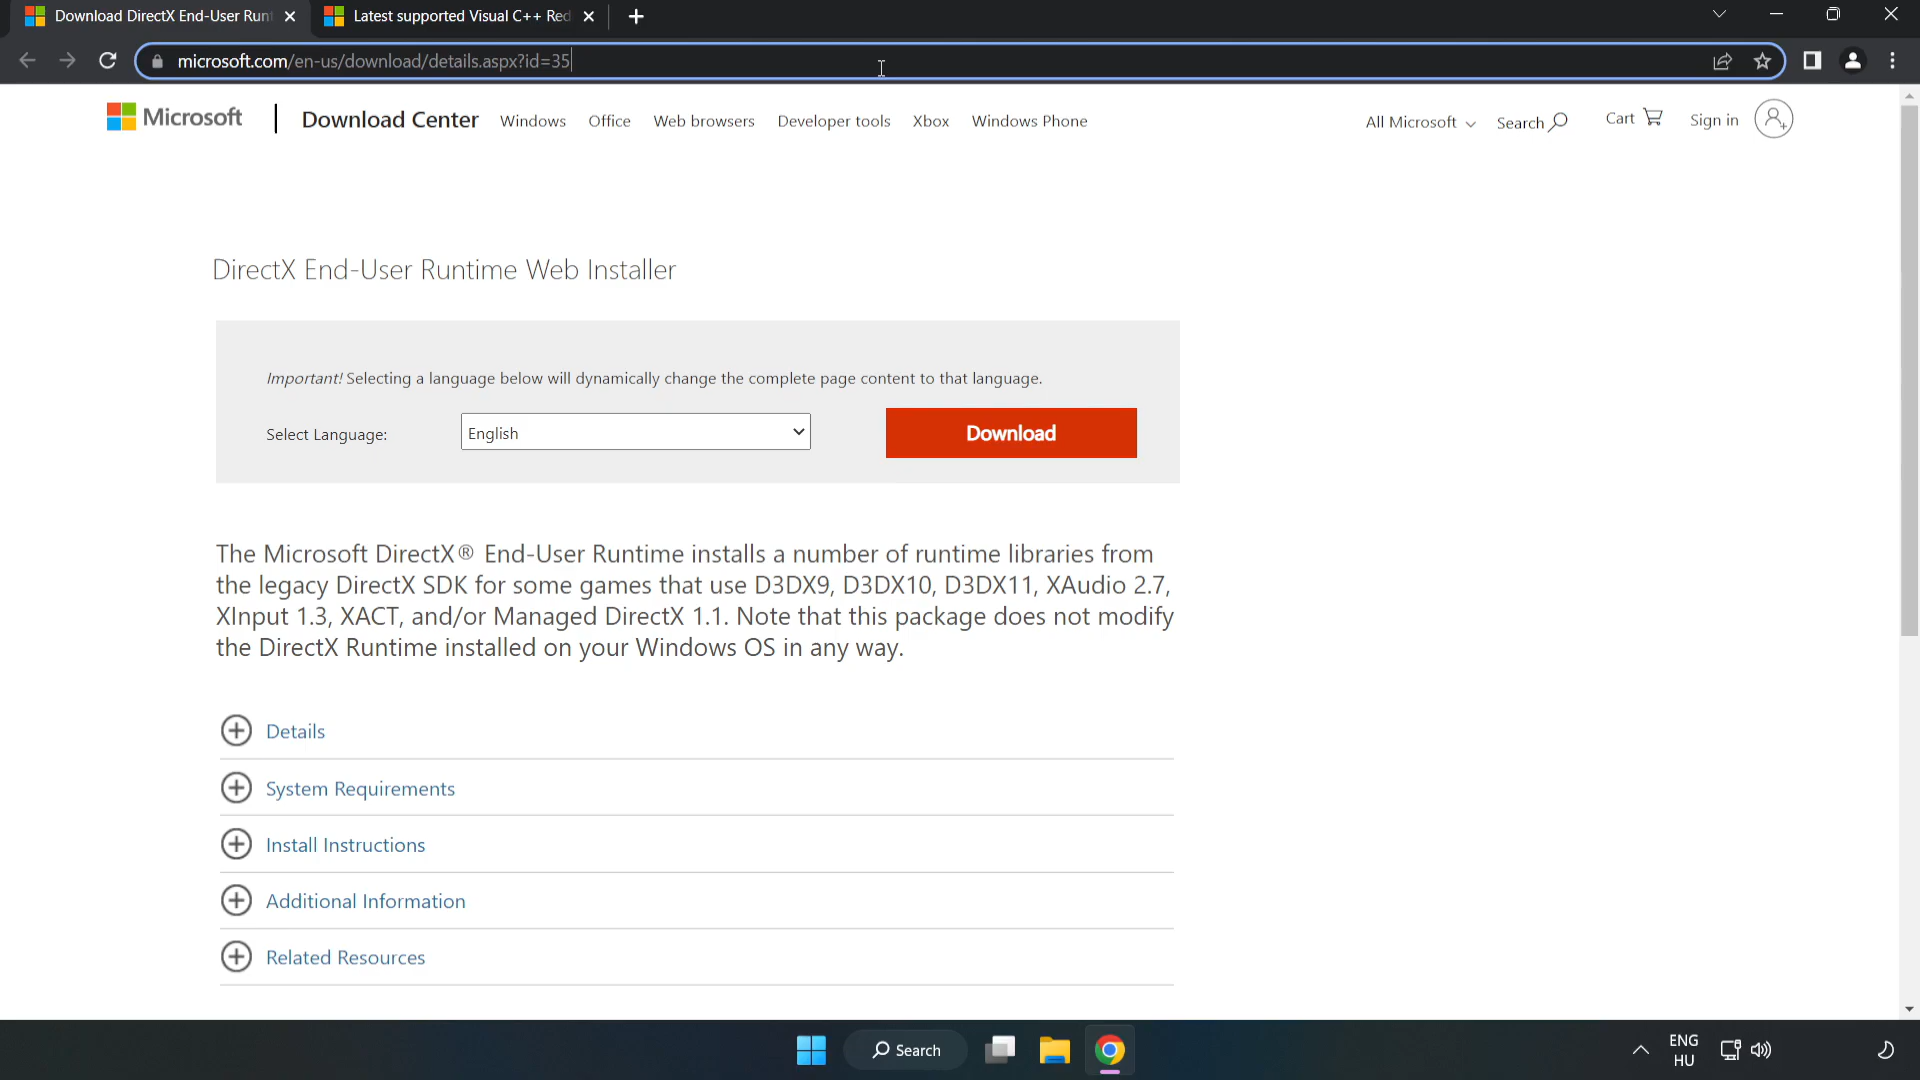 Download DirectX End-User Runt
Latest supported Visual C++ Red
microsoft.com/en-us/download/details.aspx?id=35
Microsoft
Download Center
Windows
Office
Web browsers
Developer tools
Xbox
Windows Phone
All Microsoft
Search
Cart
Sign in
DirectX End-User Runtime Web Installer
Important! Selecting a language below will dynamically change the complete page content to that language.
Select Language:
English
Download
The Microsoft DirectX® End-User Runtime installs a number of runtime libraries from
the legacy DirectX SDK for some games that use D3DX9, D3DX10, D3DX11, XAudio 2.7,
XInput 1.3, XACT, and/or Managed DirectX 1.1. Note that this package does not modify
the DirectX Runtime installed on your Windows OS in any way.
Details
System Requirements
Install Instructions
Additional Information
Related Resources
Search
ENG
HU